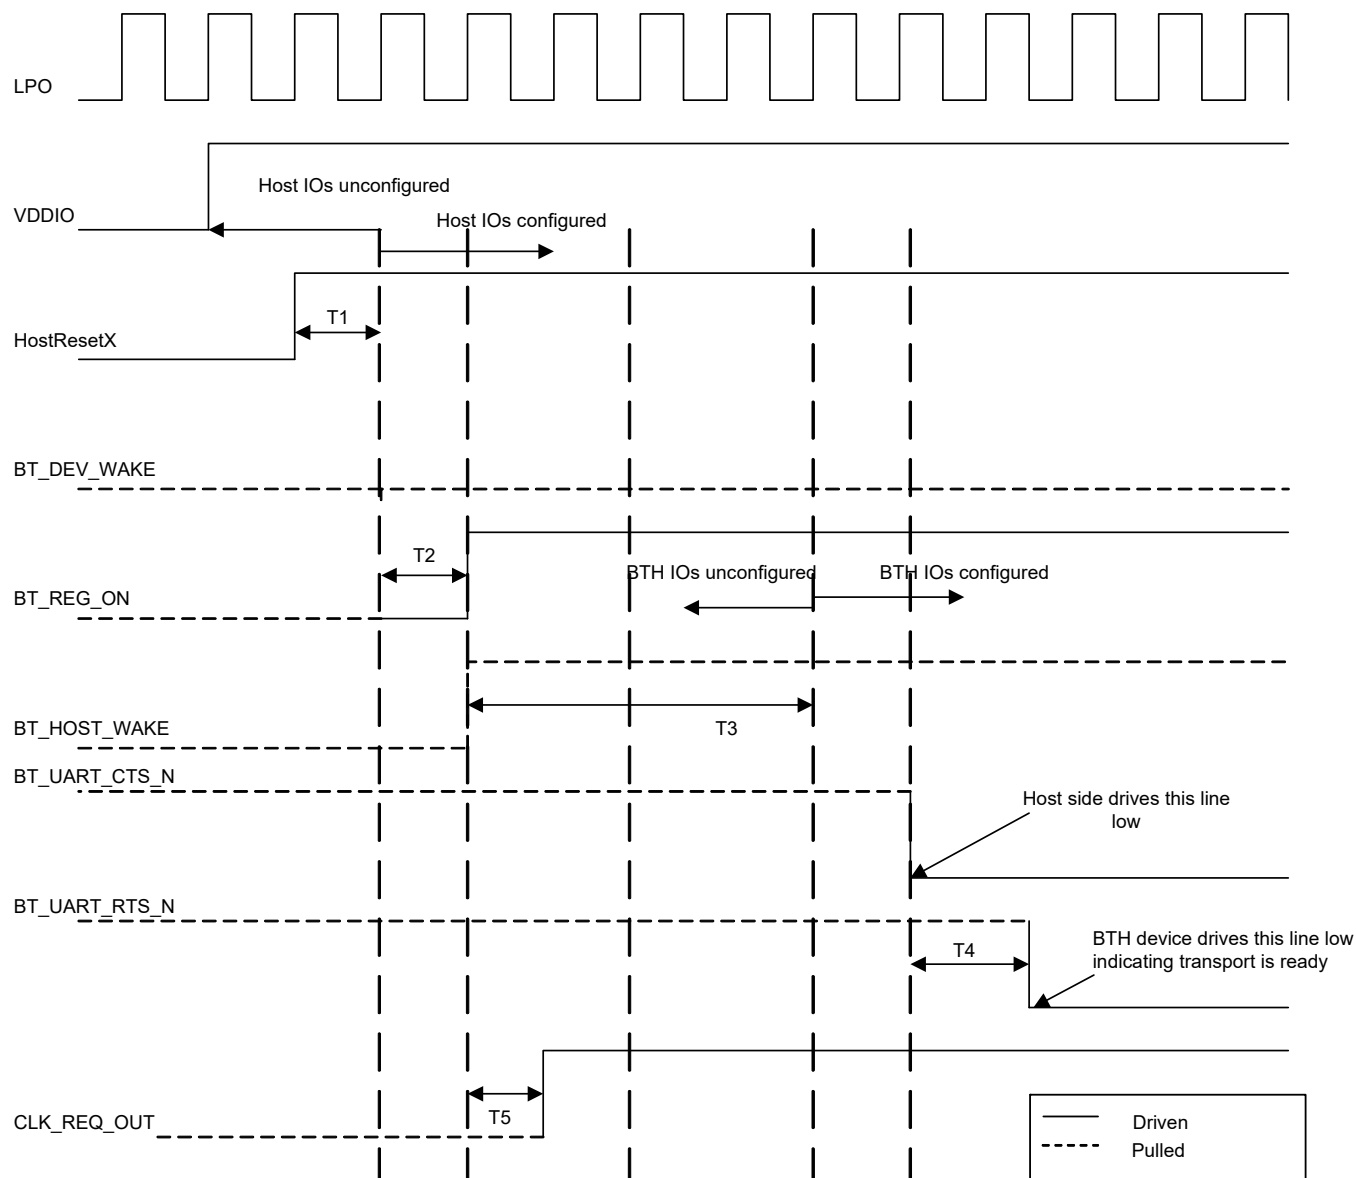 LPO
Host IOs unconfigured
VDDIO
Host IOs configured
T1
HostResetX
BT_DEV_WAKE
T2
BTH IOs unconfigured
BTH IOs configured
BT_REG_ON
BT_HOST_WAKE
T3
BT_UART_CTS_N
Host side drives this line
low
BT_UART_RTS_N
T4
BTH device drives this line low
indicating transport is ready
T5
CLK_REQ_OUT
Driven
Pulled